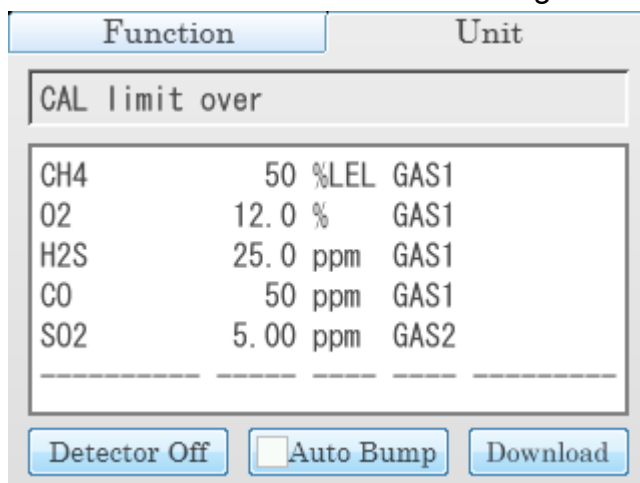 Function Unit
CAL limit over
CH4 50 %LEL GAS1
O2 12.0 % GAS1
H2S 25.0 ppm GAS1
CO 50 ppm GAS1
SO2 5.00 ppm GAS2
---------- ----- ---- ---- ---------
Detector Off Auto Bump Download